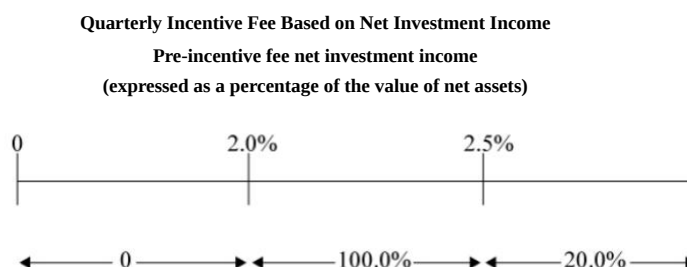 Quarterly Incentive Fee Based on Net Investment Income
Pre-incentive fee net investment income
(expressed as a percentage of the value of net assets)
0 2.0% 2.5%
0 100.0% 20.0%